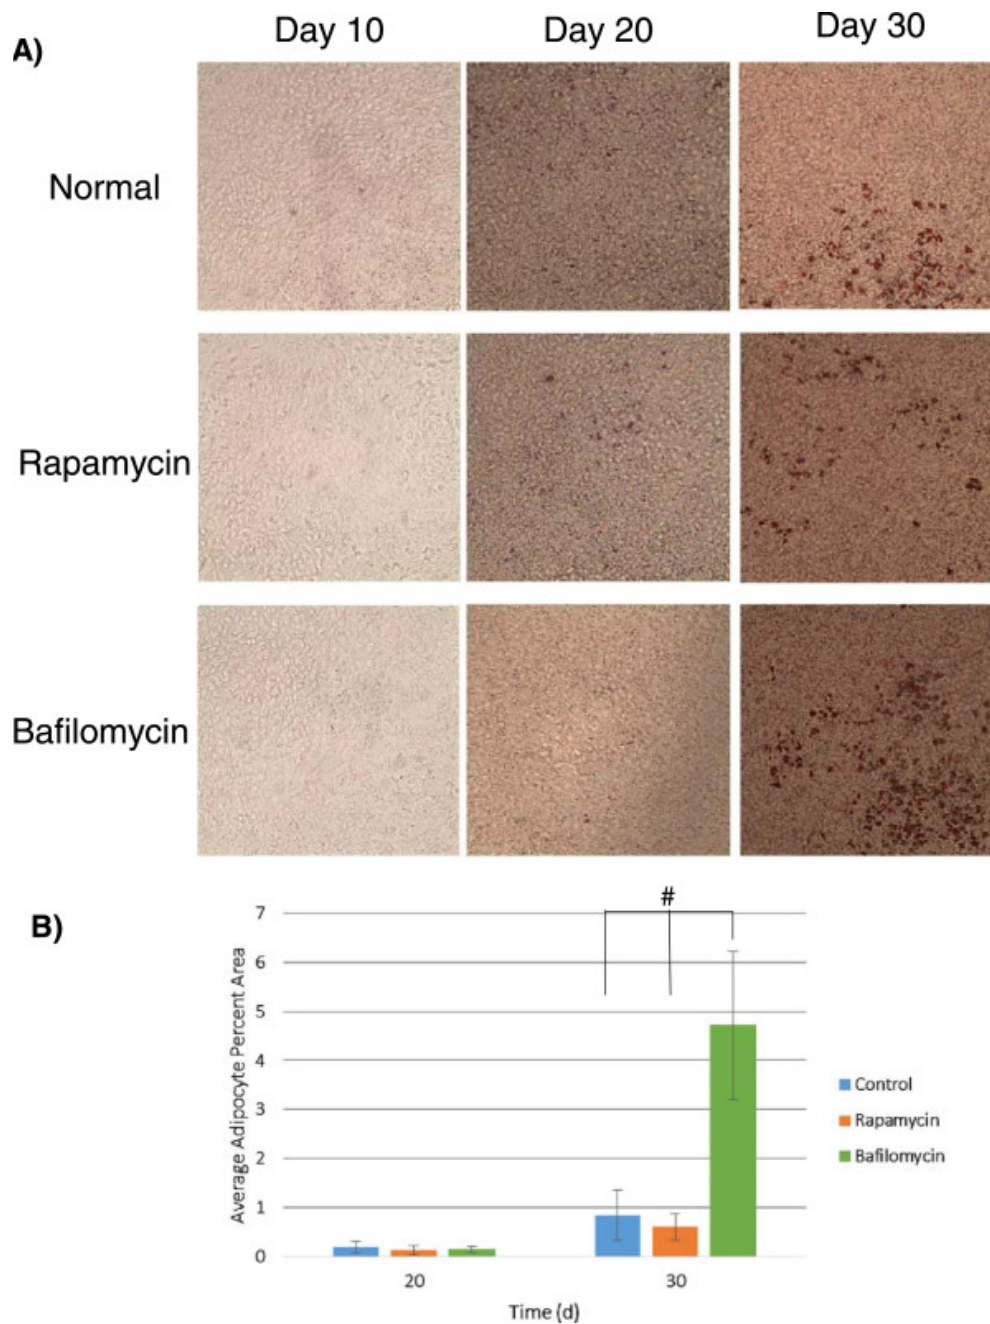 A)
Day 10 Day 20 Day 30
Normal
Rapamycin
Bafilomycin
B)
#
7
6
5
4
3
2
1
0
Average Adipocyte Percent Area
20 30
Time (d)
Control
Rapamycin
Bafilomycin